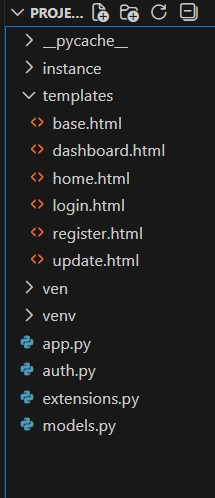 PROJE...
__pycache__
instance
templates
base.html
dashboard.html
home.html
login.html
register.html
update.html
ven
venv
app.py
auth.py
extensions.py
models.py